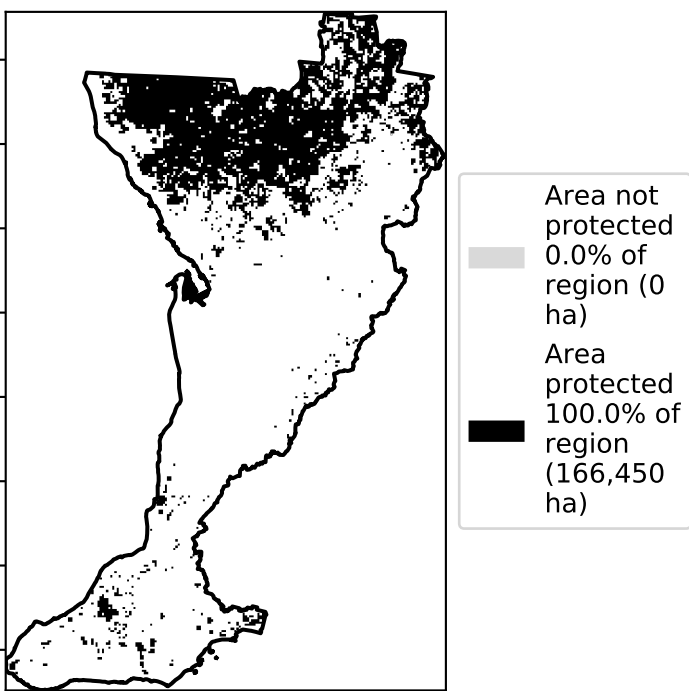 Area not
protected
0.0% of
region (0
ha)
Area
protected
100.0% of
region
(166,450
ha)